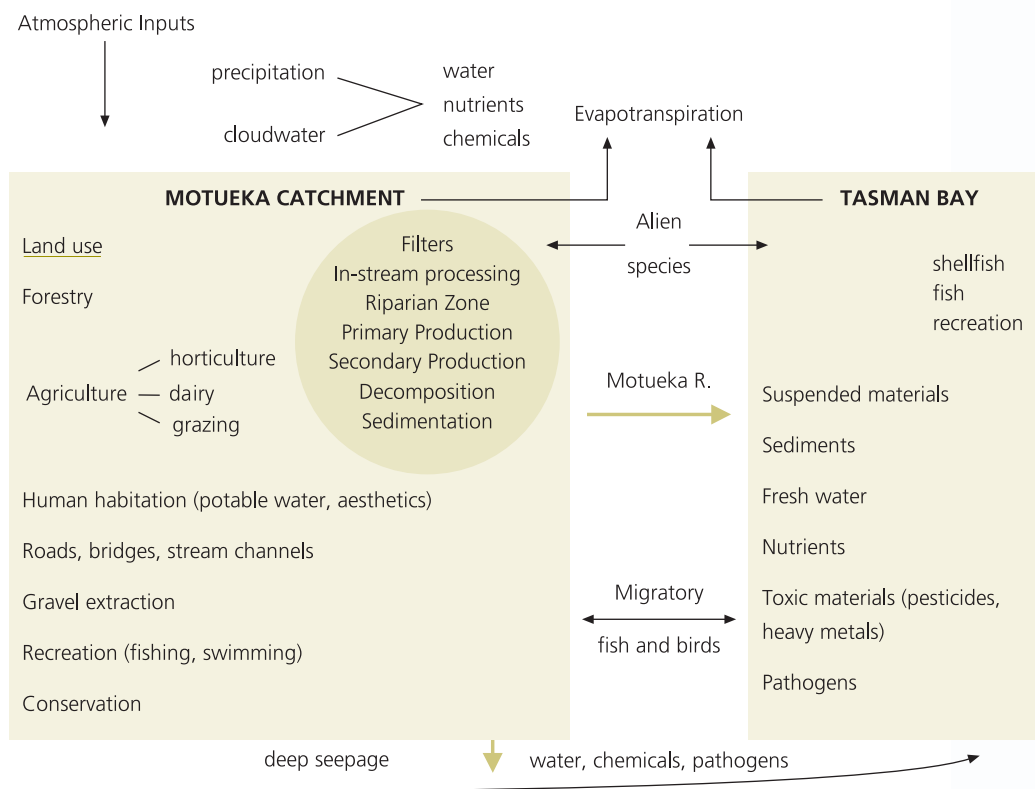 Atmospheric Inputs
precipitation
cloudwater
water
nutrients
chemicals
Evapotranspiration
MOTUEKA CATCHMENT
Land use
Forestry
Agriculture
horticulture
dairy
grazing
Filters
In-stream processing
Riparian Zone
Primary Production
Secondary Production
Decomposition
Sedimentation
Human habitation (potable water, aesthetics)
Roads, bridges, stream channels
Gravel extraction
Recreation (fishing, swimming)
Conservation
Alien
species
Motueka R.
Migratory
fish and birds
TASMAN BAY
shellfish
fish
recreation
Suspended materials
Sediments
Fresh water
Nutrients
Toxic materials (pesticides,
heavy metals)
Pathogens
deep seepage
water, chemicals, pathogens